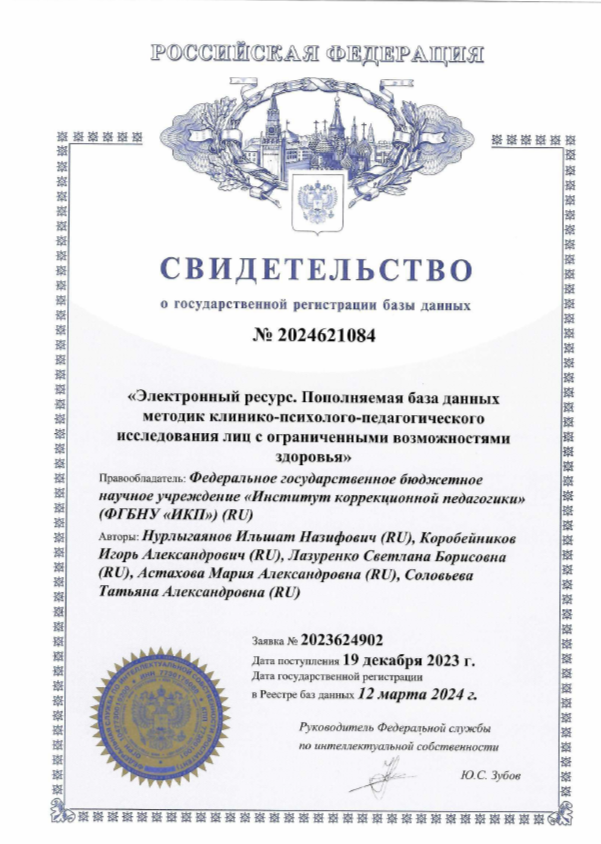 РОССИЙСКАЯ ФЕДЕРАЦИЯ
СВИДЕТЕЛЬСТВО
о государственной регистрации базы данных
№ 2024621084
«Электронный ресурс. Пополняемая база данных
методик клинико-психолого-педагогического
исследования лиц с ограниченными возможностями
здоровья»
Правообладатель: Федеральное государственное бюджетное
научное учреждение «Институт коррекционной педагогики»
(ФГБНУ «ИКП») (RU)
Авторы: Нурлыгаянов Ильшат Назифович (RU), Коробейников
Игорь Александрович (RU), Лазуренко Светлана Борисовна
(RU), Астахова Мария Александровна (RU), Соловьева
Татьяна Александровна (RU)
Заявка № 2023624902
Дата поступления 19 декабря 2023 г.
Дата государственной регистрации
в Реестре баз данных 12 марта 2024 г.
Руководитель Федеральной службы
по интеллектуальной собственности
Ю.С. Зубов